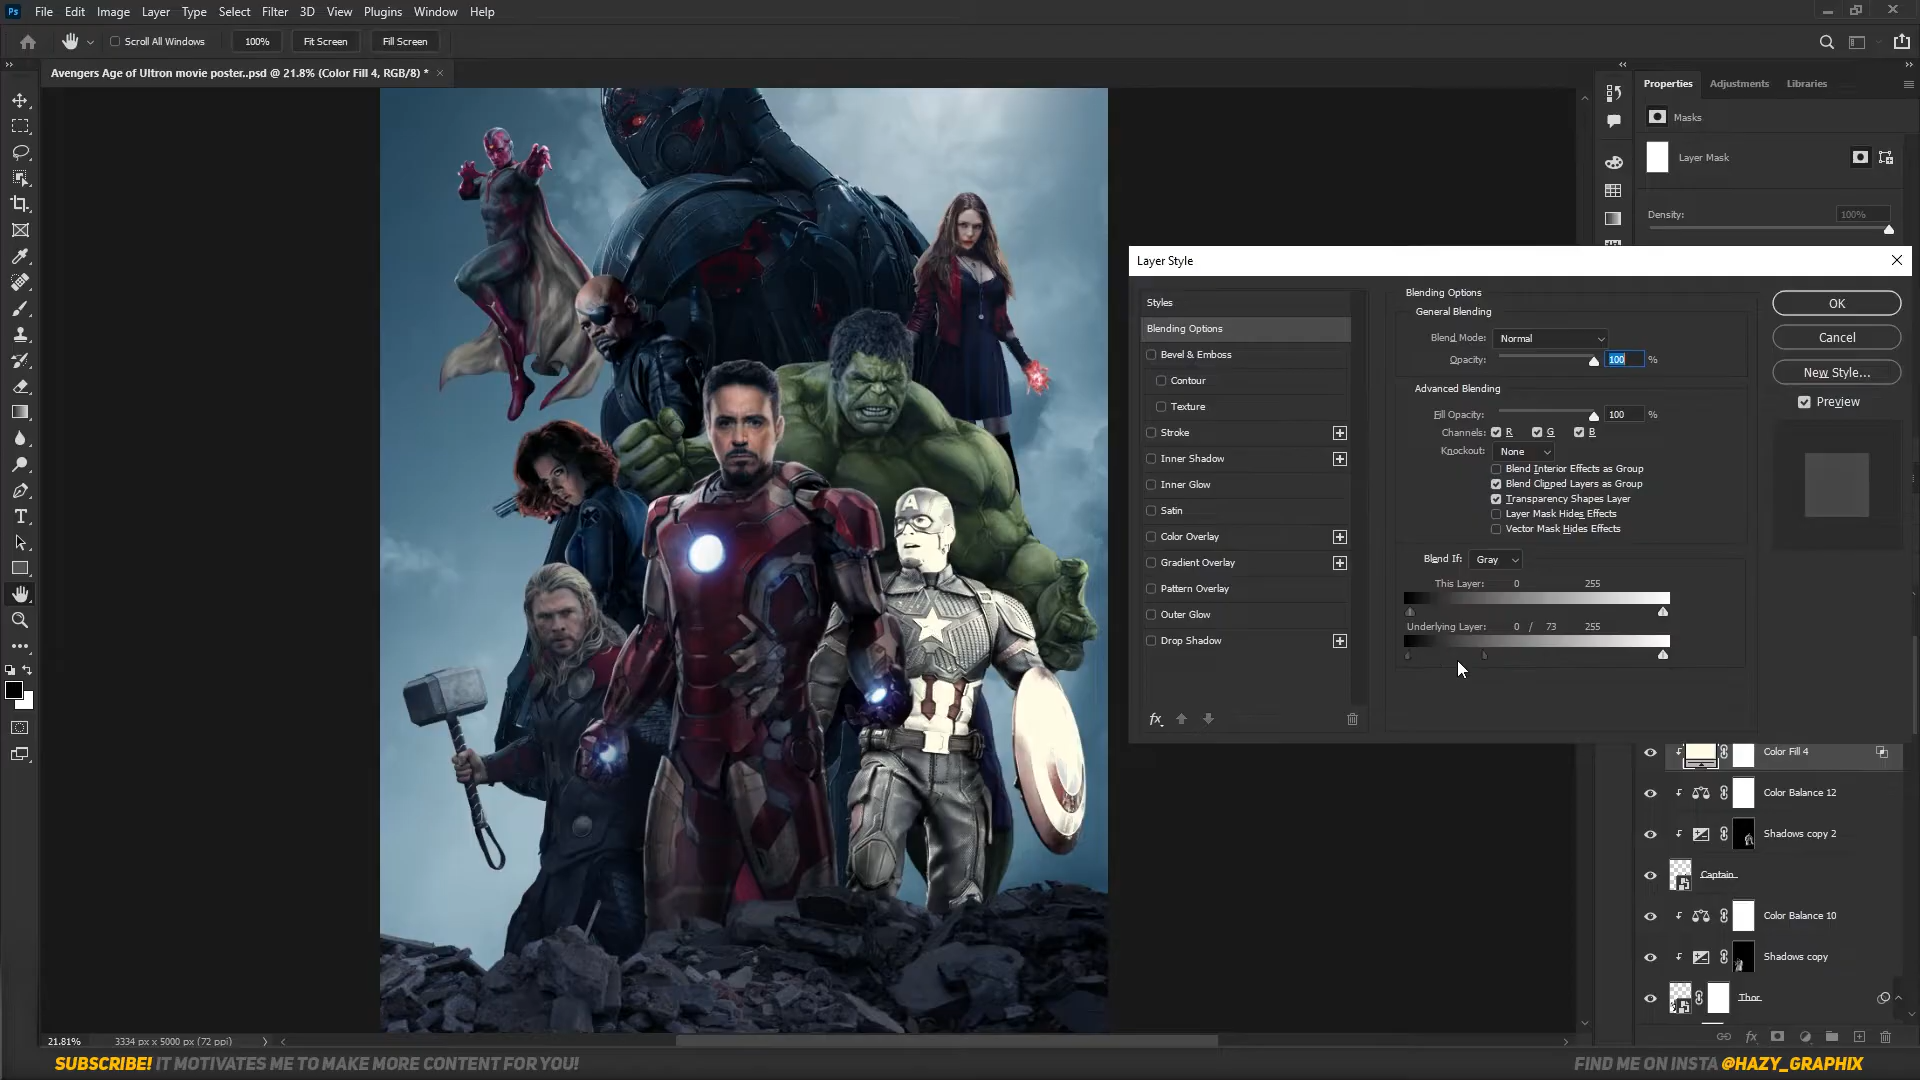 Ps File Edit Image Layer Type Select Filter 3D View Plugins Window Help
Scroll All Windows 100% Fit Screen Fill Screen
Avengers Age of Ultron movie poster..psd @ 21.8% (Color Fill 4, RGB/8) * ×
Properties Adjustments Libraries
Masks
Layer Mask
Density: 100%
Layer Style
Styles
Blending Options
Bevel & Emboss
Contour
Texture
Stroke
Inner Shadow
Inner Glow
Satin
Color Overlay
Gradient Overlay
Pattern Overlay
Outer Glow
Drop Shadow
fx
Blending Options
General Blending
Blend Mode: Normal
Opacity: 100 %
Advanced Blending
Fill Opacity: 100 %
Channels: R G B
Knockout: None
Blend Interior Effects as Group
Blend Clipped Layers as Group
Transparency Shapes Layer
Layer Mask Hides Effects
Vector Mask Hides Effects
Blend If: Gray
This Layer: 0 255
Underlying Layer: 0 / 73 255
OK
Cancel
New Style...
Preview
A
Color Fill 4
Color Balance 12
Shadows copy 2
Captain
Color Balance 10
Shadows copy
Thor
fx
21.81% 3334 px x 5000 px (72 ppi)
SUBSCRIBE! IT MOTIVATES ME TO MAKE MORE CONTENT FOR YOU!
FIND ME ON INSTA @HAZY_GRAPHIX